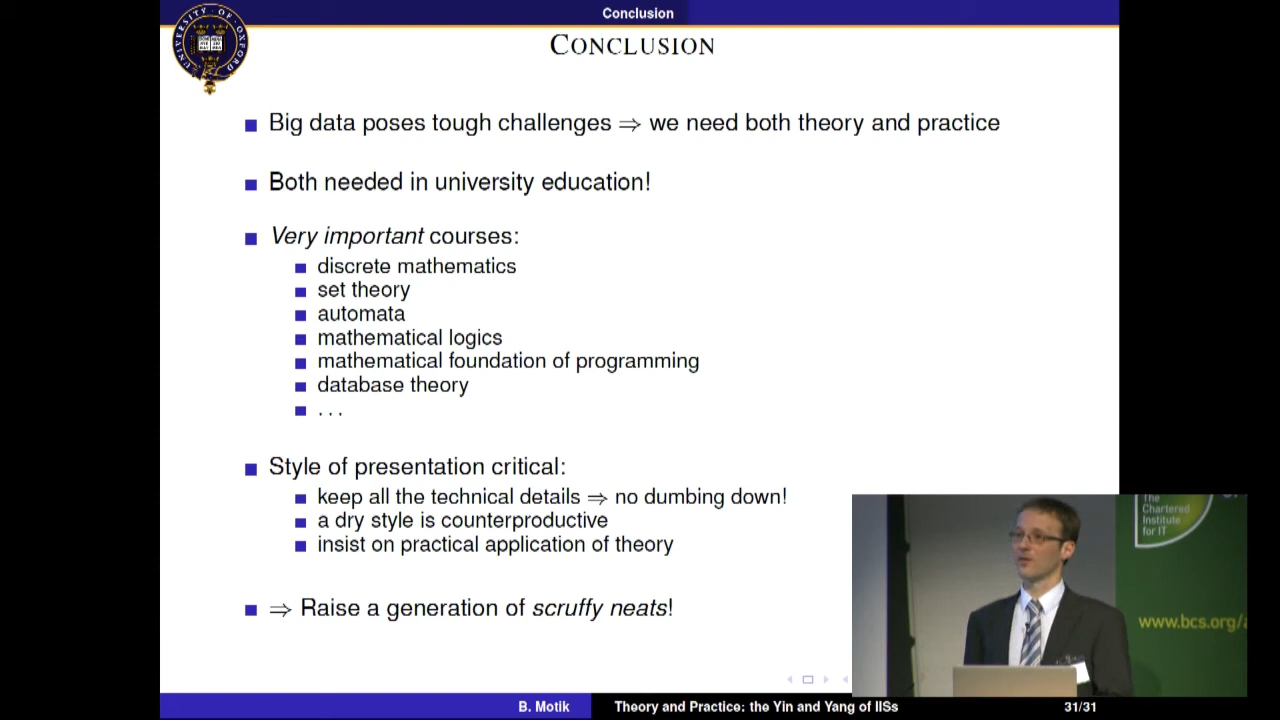 Conclusion
CONCLUSION
UNIVERSITY · OF · OXFORD
Big data poses tough challenges ⇒ we need both theory and practice
Both needed in university education!
Very important courses:
discrete mathematics
set theory
automata
mathematical logics
mathematical foundation of programming
database theory
. . .
Style of presentation critical:
keep all the technical details ⇒ no dumbing down!
a dry style is counterproductive
insist on practical application of theory
⇒ Raise a generation of scruffy neats!
The
Chartered
Institute
for IT
www.bcs.org/
B. Motik Theory and Practice: the Yin and Yang of IISs 31/31